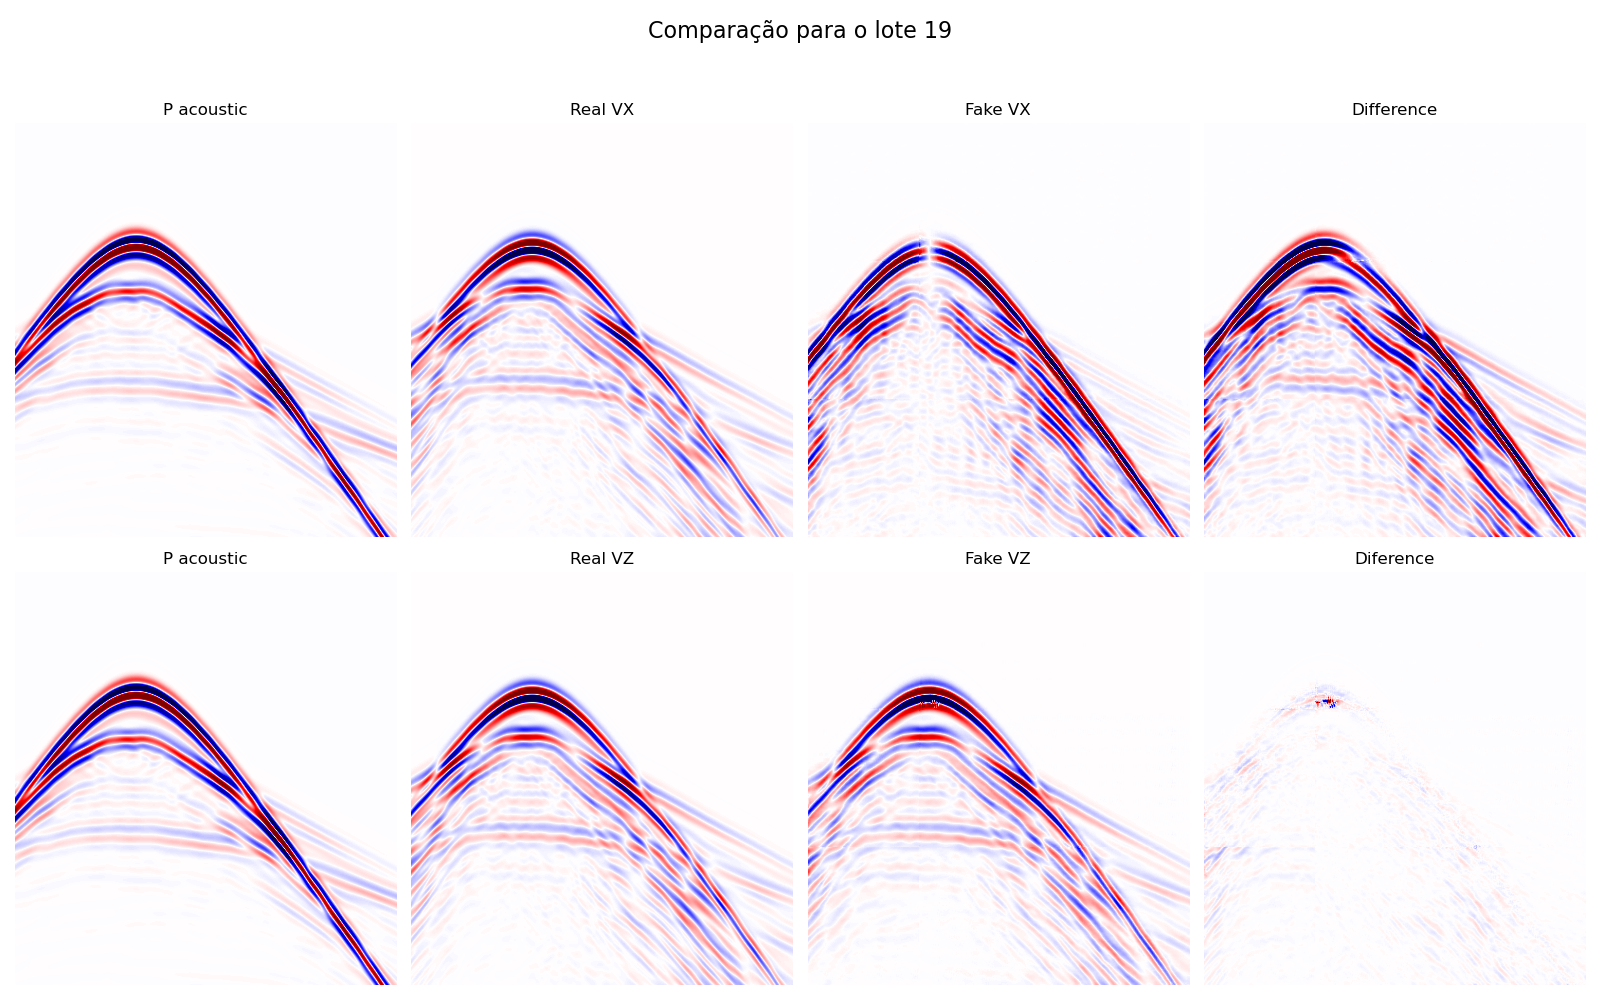 Comparação para o lote 19
P acoustic
Real VX
Fake VX
Difference
P acoustic
Real VZ
Fake VZ
Diference